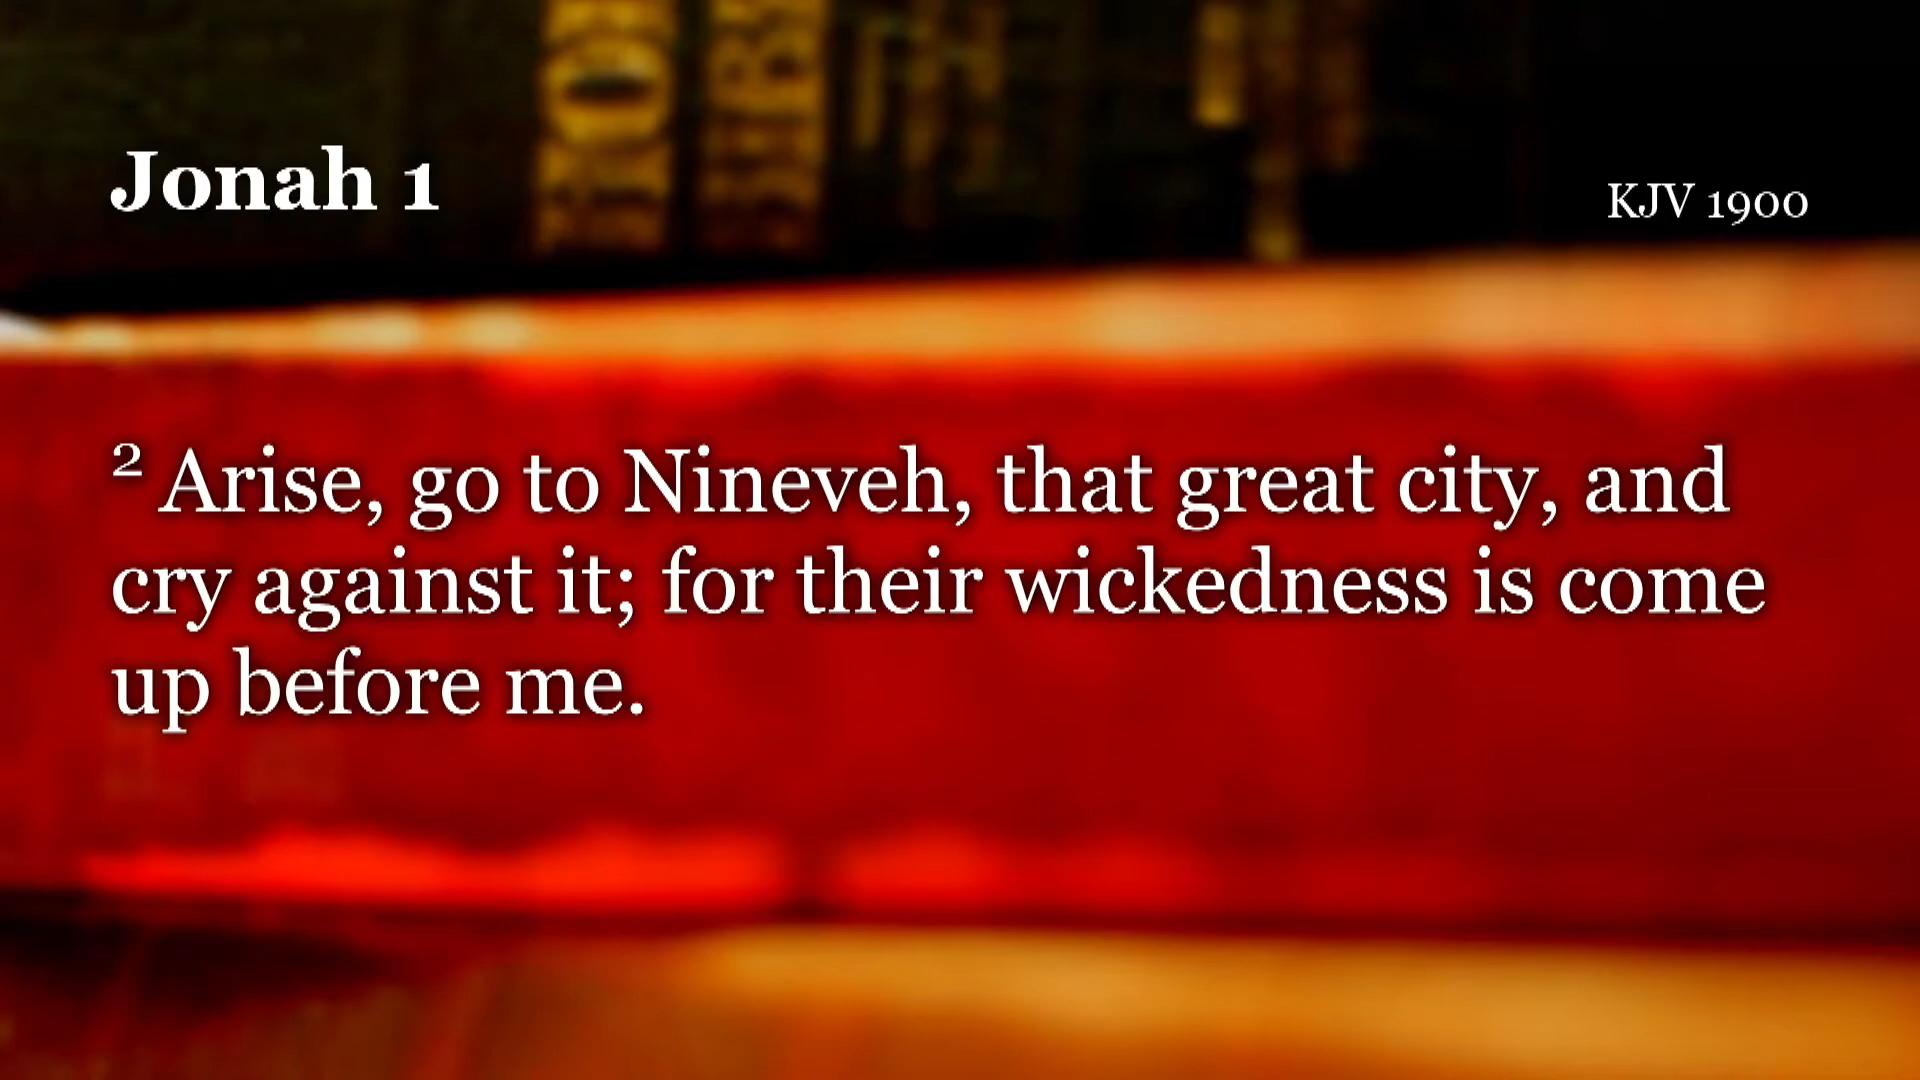 Jonah 1
KJV 1900
2 Arise, go to Nineveh, that great city, and
cry against it; for their wickedness is come
up before me.